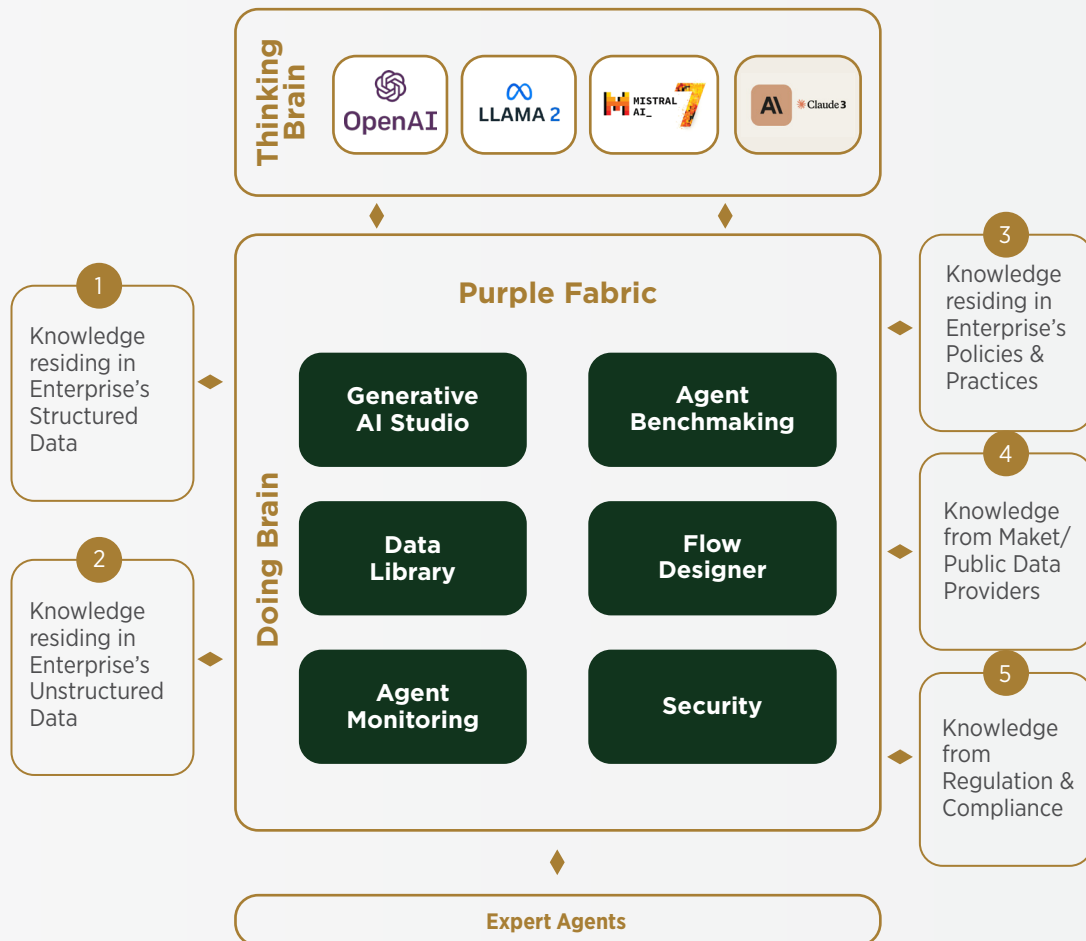 Thinking
Brain
OpenAI
LLAMA 2
MISTRAL
AI_
7
AI
Claude 3
1
Knowledge
residing in
Enterprise’s
Structured
Data
2
Knowledge
residing in
Enterprise’s
Unstructured
Data
Purple Fabric
Doing Brain
Generative
AI Studio
Agent
Benchmaking
Data
Library
Flow
Designer
Agent
Monitoring
Security
3
Knowledge
residing in
Enterprise’s
Policies &
Practices
4
Knowledge
from Maket/
Public Data
Providers
5
Knowledge
from
Regulation &
Compliance
Expert Agents